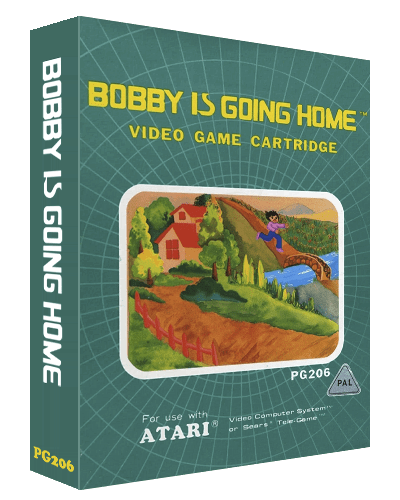 BOBBY IS GOING HOME
PG206
BOBBY IS GOING HOME™
VIDEO GAME CARTRIDGE
PG206
PAL
For use with
ATARI®
Video Computer System™
or Sears® Tele-Game™